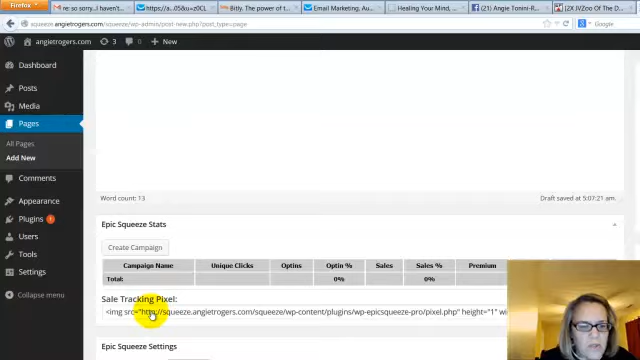 Firefox
re: so sorry...I haven't g...
https://a...05&u=z0CL
Bitly. The power of t...
Email Marketing, Au...
Healing Your Mind, ...
(21) Angie Tonini-R...
(2X JVZoo Of The D...
squeeze.angietrogers.com/squeeze/wp-admin/post-new.php?post_type=page
Google
angietrogers.com
3
0
New
Dashboard
Posts
Media
Pages
All Pages
Add New
Comments
Appearance
Plugins 1
Users
Tools
Settings
Collapse menu
Word count: 13
Draft saved at 5:07:21 am.
Epic Squeeze Stats
Create Campaign
Campaign Name Unique Clicks Optins Optin % Sales Sales % Premium
Total: 0% 0%
Sale Tracking Pixel:
<img src="http://squeeze.angietrogers.com/squeeze/wp-content/plugins/wp-epicsqueeze-pro/pixel.php" height="1" wi
Epic Squeeze Settings